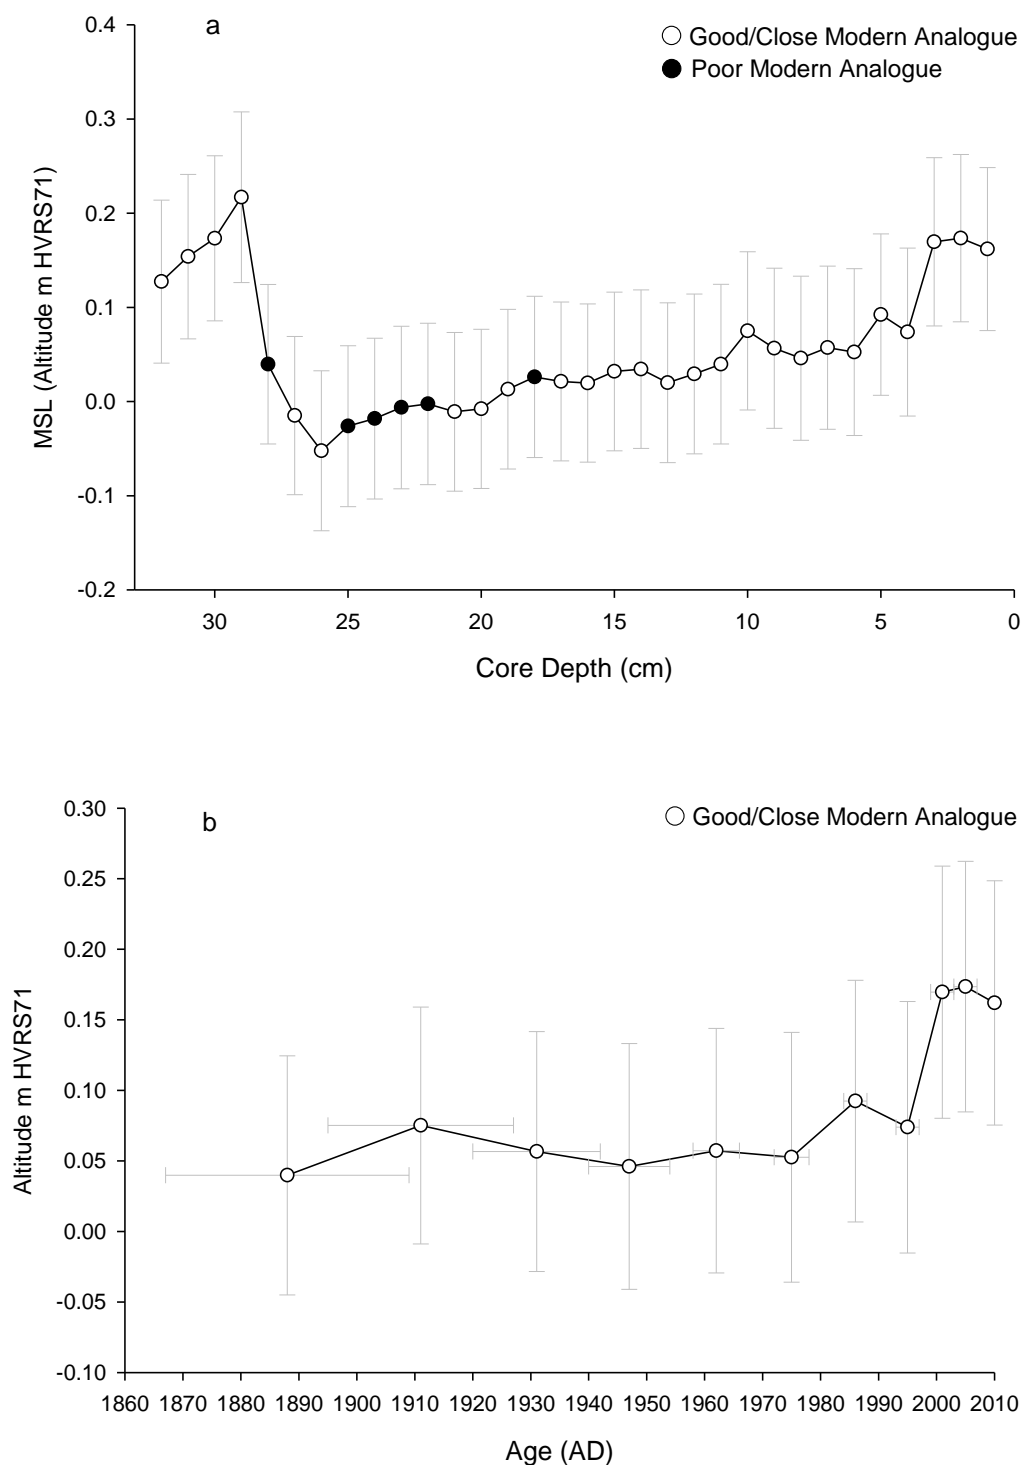 a
Good/Close Modern Analogue
Poor Modern Analogue
0.4
0.3
0.2
0.1
0.0
-0.1
-0.2
MSL (Altitude m HVRS71)
30 25 20 15 10 5 0
Core Depth (cm)
b
Good/Close Modern Analogue
0.30
0.25
0.20
0.15
0.10
0.05
0.00
-0.05
-0.10
Altitude m HVRS71
1860 1870 1880 1890 1900 1910 1920 1930 1940 1950 1960 1970 1980 1990 2000 2010
Age (AD)